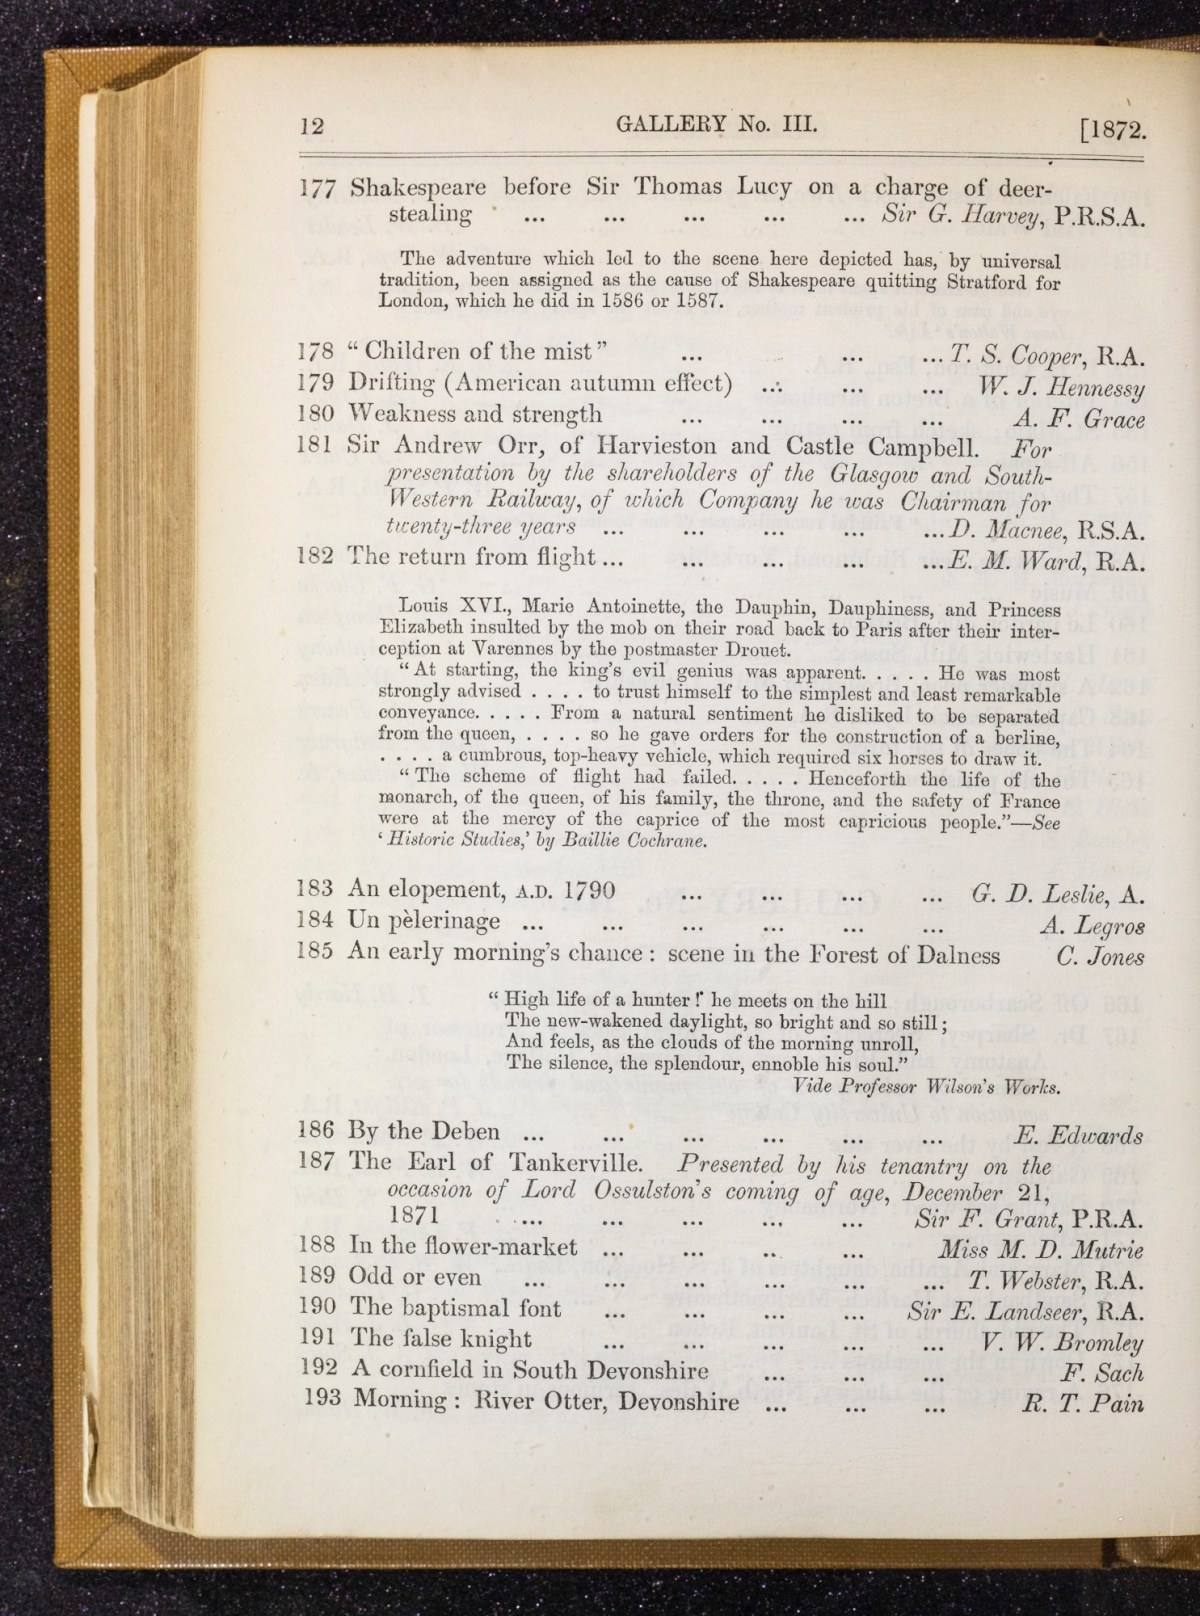 12 GALLERY No. III. [1872.
177 Shakespeare before Sir Thomas Lucy on a charge of deer-
stealing ... ... ... ... ... Sir G. Harvey, P.R.S.A.
The adventure which led to the scene here depicted has, by universal
tradition, been assigned as the cause of Shakespeare quitting Stratford for
London, which he did in 1586 or 1587.
178 “Children of the mist” ... ... ... T. S. Cooper, R.A.
179 Drifting (American autumn effect) ... ... ... W. J. Hennessy
180 Weakness and strength ... ... ... ... A. F. Grace
181 Sir Andrew Orr, of Harvieston and Castle Campbell. For
presentation by the shareholders of the Glasgow and South-
Western Railway, of which Company he was Chairman for
twenty-three years ... ... ... ... ... D. Macnee, R.S.A.
182 The return from flight ... ... ... ... ... E. M. Ward, R.A.
Louis XVI., Marie Antoinette, the Dauphin, Dauphiness, and Princess
Elizabeth insulted by the mob on their road back to Paris after their inter-
ception at Varennes by the postmaster Drouet.
“At starting, the king's evil genius was apparent. . . . . He was most
strongly advised . . . . to trust himself to the simplest and least remarkable
conveyance. . . . . From a natural sentiment he disliked to be separated
from the queen, . . . . so he gave orders for the construction of a berline,
. . . . a cumbrous, top-heavy vehicle, which required six horses to draw it.
“The scheme of flight had failed. . . . . Henceforth the life of the
monarch, of the queen, of his family, the throne, and the safety of France
were at the mercy of the caprice of the most capricious people.”—See
‘Historic Studies,’ by Baillie Cochrane.
183 An elopement, A.D. 1790 ... ... ... ... G. D. Leslie, A.
184 Un pèlerinage ... ... ... ... ... ... A. Legros
185 An early morning's chance : scene in the Forest of Dalness C. Jones
“High life of a hunter ! he meets on the hill
The new-wakened daylight, so bright and so still ;
And feels, as the clouds of the morning unroll,
The silence, the splendour, ennoble his soul.”
Vide Professor Wilson's Works.
186 By the Deben ... ... ... ... ... ... E. Edwards
187 The Earl of Tankerville. Presented by his tenantry on the
occasion of Lord Ossulston's coming of age, December 21,
1871 ... ... ... ... ... Sir F. Grant, P.R.A.
188 In the flower-market ... ... ... ... Miss M. D. Mutrie
189 Odd or even ... ... ... ... ... ... T. Webster, R.A.
190 The baptismal font ... ... ... ... Sir E. Landseer, R.A.
191 The false knight ... ... ... ... ... V. W. Bromley
192 A cornfield in South Devonshire ... ... ... F. Sach
193 Morning : River Otter, Devonshire ... ... ... R. T. Pain